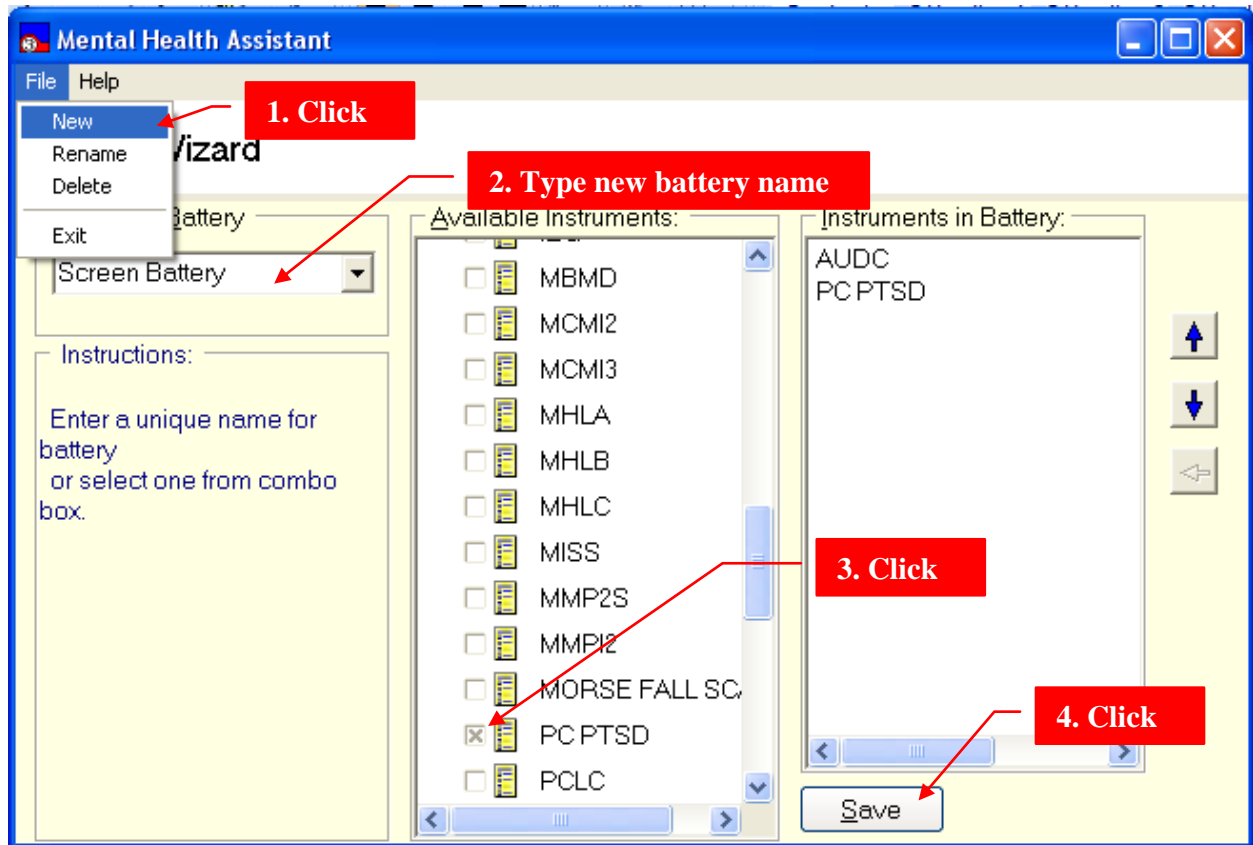 Mental Health Assistant
File Help
New
1. Click
Rename
Wizard
Delete
2. Type new battery name
Exit
Battery
Available Instruments:
Instruments in Battery:
Screen Battery
MBMD
AUDC
PC PTSD
MCMI2
Instructions:
MCMI3
Enter a unique name for
battery
or select one from combo
box.
MHLA
MHLB
MHLC
MISS
3. Click
MMP2S
MMPI2
MORSE FALL SC
PC PTSD
4. Click
PCLC
Save